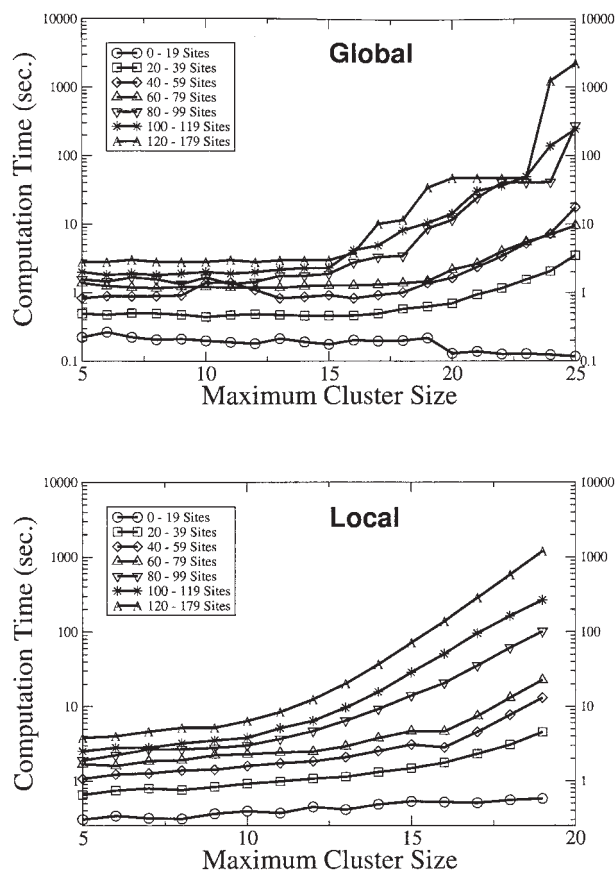 Global
10000
1000
100
10
1
0.1
Computation Time (sec.)
0 - 19 Sites
20 - 39 Sites
40 - 59 Sites
60 - 79 Sites
80 - 99 Sites
100 - 119 Sites
120 - 179 Sites
10000
1000
100
10
1
0.1
5
10
15
20
25
Maximum Cluster Size
Local
10000
1000
100
10
1
Computation Time (sec.)
0 - 19 Sites
20 - 39 Sites
40 - 59 Sites
60 - 79 Sites
80 - 99 Sites
100 - 119 Sites
120 - 179 Sites
10000
1000
100
10
1
5
10
15
20
Maximum Cluster Size